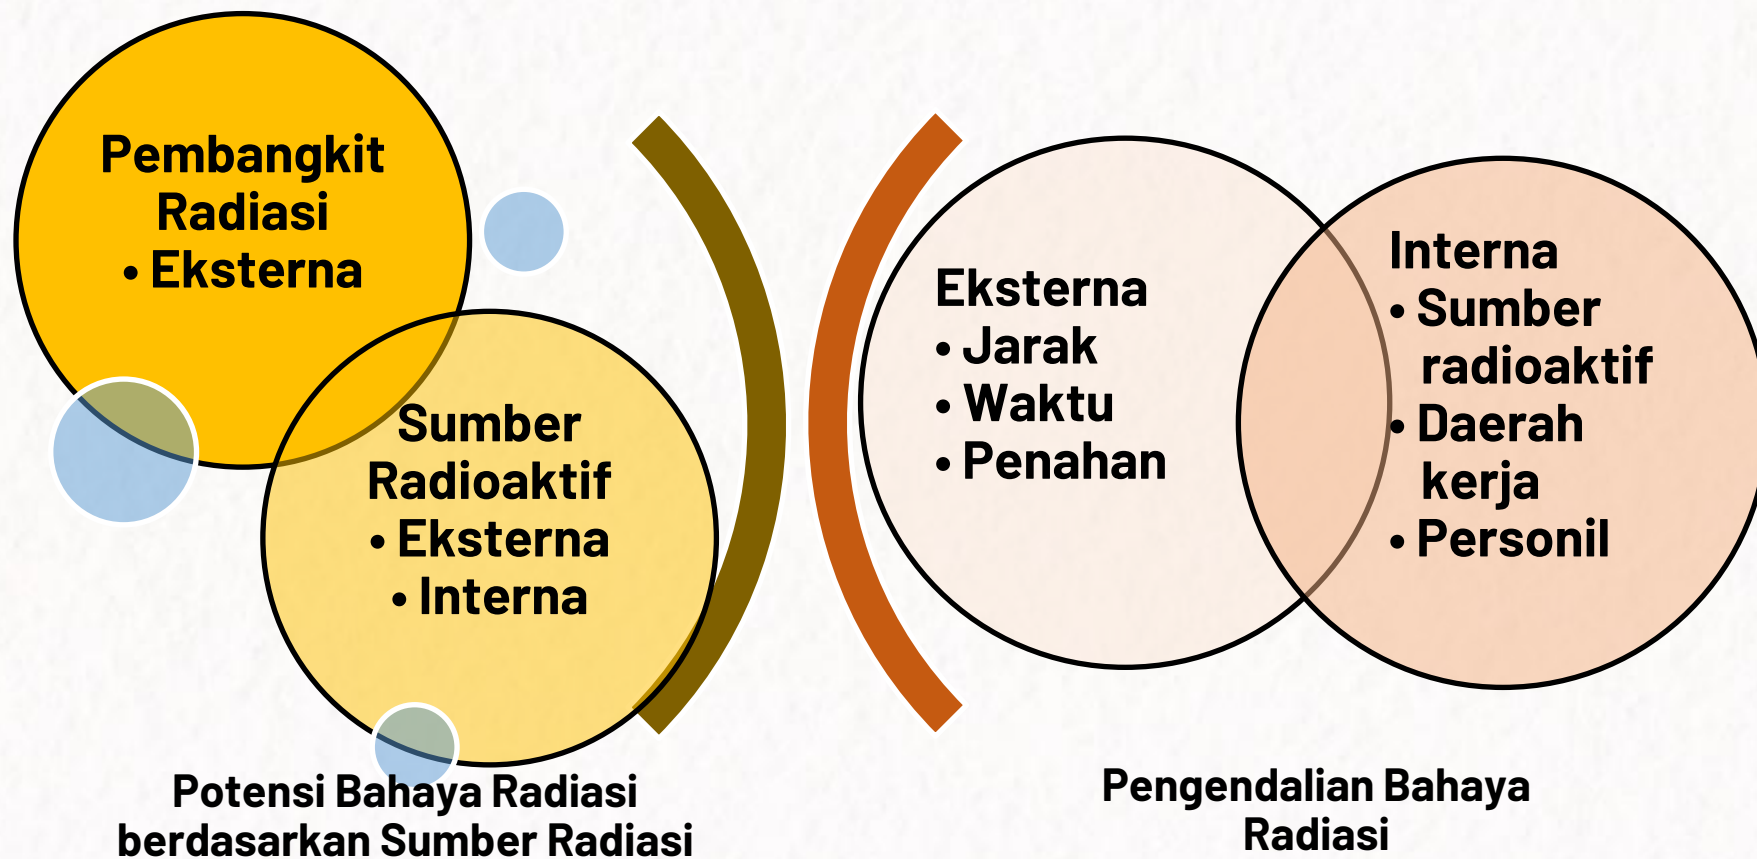 Pembangkit
Radiasi
• Eksterna
Sumber
Radioaktif
• Eksterna
• Interna
Potensi Bahaya Radiasi
berdasarkan Sumber Radiasi
Eksterna
• Jarak
• Waktu
• Penahan
Interna
• Sumber
radioaktif
• Daerah
kerja
• Personil
Pengendalian Bahaya
Radiasi